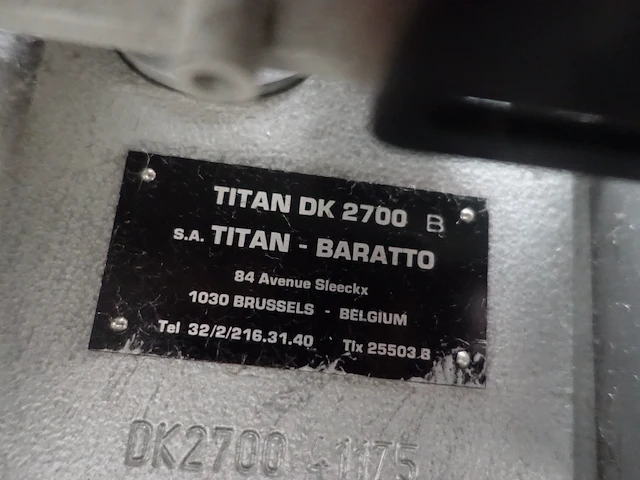 TITAN DK 2700 B
S.A. TITAN - BARATTO
84 Avenue Sleeckx
1030 BRUSSELS - BELGIUM
Tel 32/2/216.31.40 Tlx 25503 B
DK2700 1175